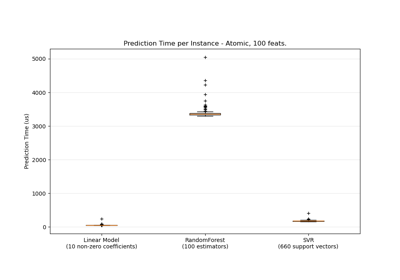 Prediction Time per Instance - Atomic, 100 feats.
Prediction Time (us)
5000
4000
3000
2000
1000
0
Linear Model
(10 non-zero coefficients)
RandomForest
(100 estimators)
SVR
(660 support vectors)